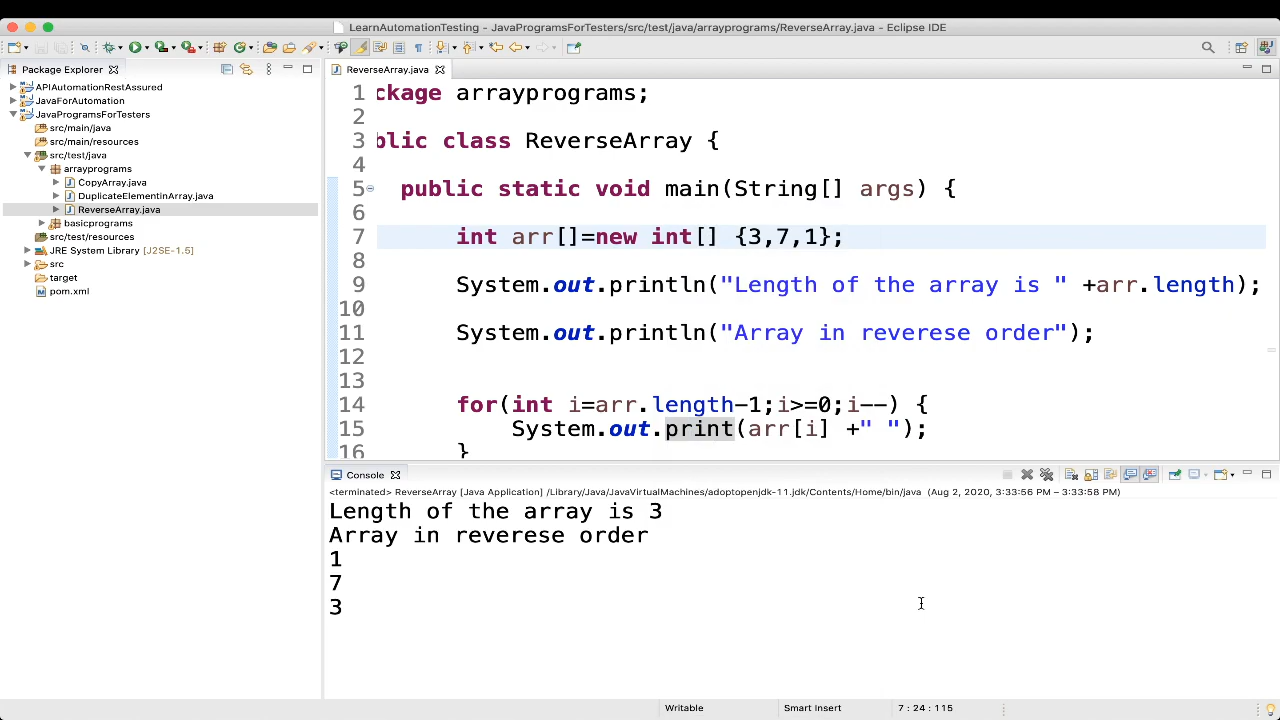 LearnAutomationTesting - JavaProgramsForTesters/src/test/java/arrayprograms/ReverseArray.java - Eclipse IDE
Package Explorer
APIAutomationRestAssured
JavaForAutomation
JavaProgramsForTesters
src/main/java
src/main/resources
src/test/java
arrayprograms
CopyArray.java
DuplicateElementinArray.java
ReverseArray.java
basicprograms
src/test/resources
JRE System Library [J2SE-1.5]
src
target
pom.xml
ReverseArray.java
1 ckage arrayprograms;
2
3 blic class ReverseArray {
4
5 public static void main(String[] args) {
6
7 int arr[]=new int[] {3,7,1};
8
9 System.out.println("Length of the array is " +arr.length);
10
11 System.out.println("Array in reverese order");
12
13
14 for(int i=arr.length-1;i>=0;i--) {
15 System.out.print(arr[i] +" ");
16 }
Console
<terminated> ReverseArray [Java Application] /Library/Java/JavaVirtualMachines/adoptopenjdk-11.jdk/Contents/Home/bin/java (Aug 2, 2020, 3:33:56 PM – 3:33:58 PM)
Length of the array is 3
Array in reverese order
1
7
3
Writable Smart Insert 7 : 24 : 115